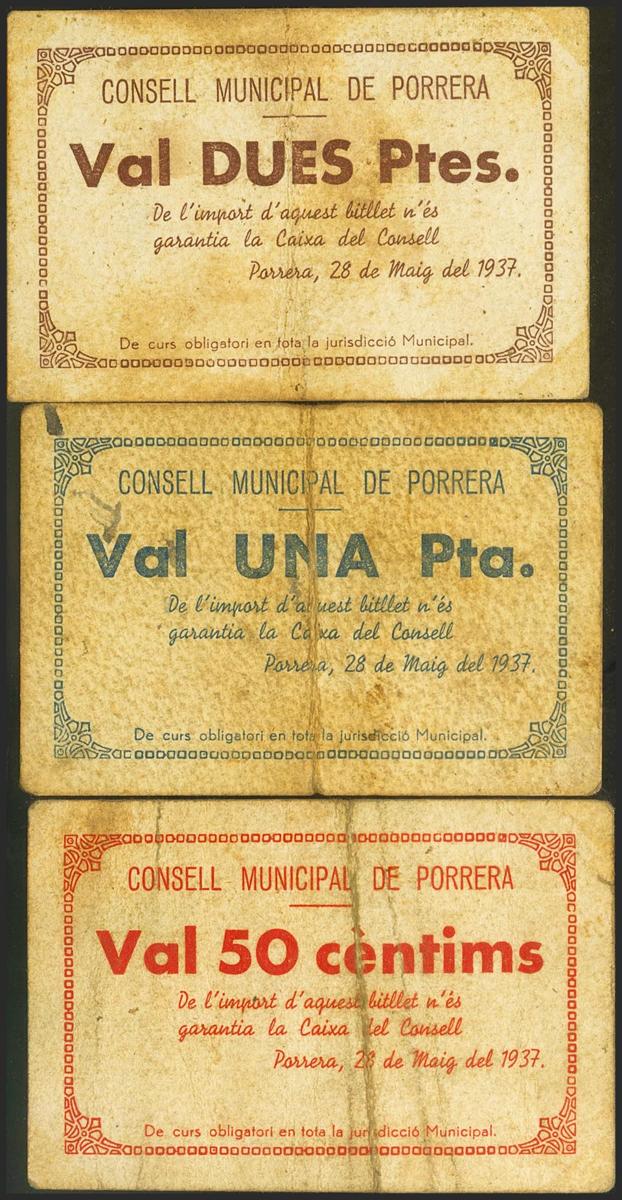 CONSELL MUNICIPAL DE PORRERA
Val DUES Ptes.
De l'import d'aquest bitllet n'és
garantia la Caixa del Consell
Porrera, 28 de Maig del 1937.
De curs obligatori en tota la jurisdicció Municipal.
CONSELL MUNICIPAL DE PORRERA
Val UNA Pta.
De l'import d'aquest bitllet n'és
garantia la Caixa del Consell
Porrera, 28 de Maig del 1937.
De curs obligatori en tota la jurisdicció Municipal.
CONSELL MUNICIPAL DE PORRERA
Val 50 cèntims
De l'import d'aquest bitllet n'és
garantia la Caixa del Consell
Porrera, 28 de Maig del 1937.
De curs obligatori en tota la jurisdicció Municipal.